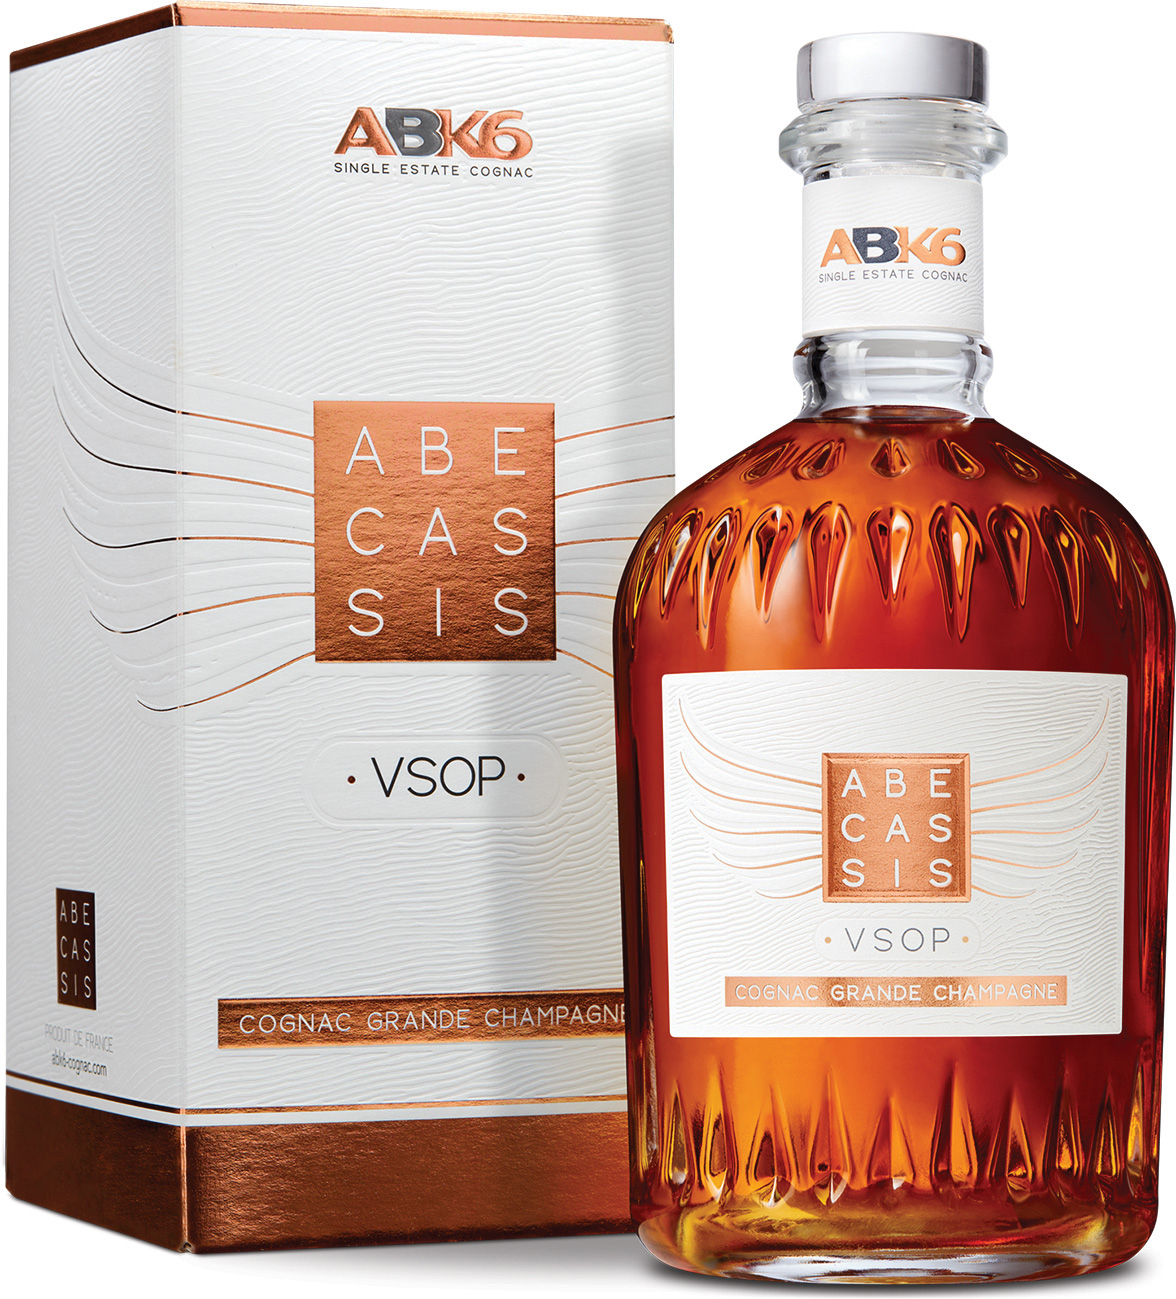 ABK6
SINGLE ESTATE COGNAC
ABE
CAS
SIS
• VSOP •
COGNAC GRANDE CHAMPAGNE
ABE
CAS
SIS
PRODUIT DE FRANCE
abk6-cognac.com
ABK6
SINGLE ESTATE COGNAC
ABE
CAS
SIS
• VSOP •
COGNAC GRANDE CHAMPAGNE